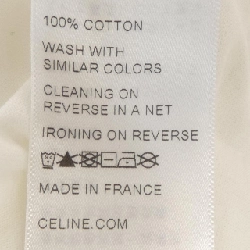 100% COTTON
WASH WITH
SIMILAR COLORS
CLEANING ON
REVERSE IN A NET
IRONING ON REVERSE
MADE IN FRANCE
CELINE.COM